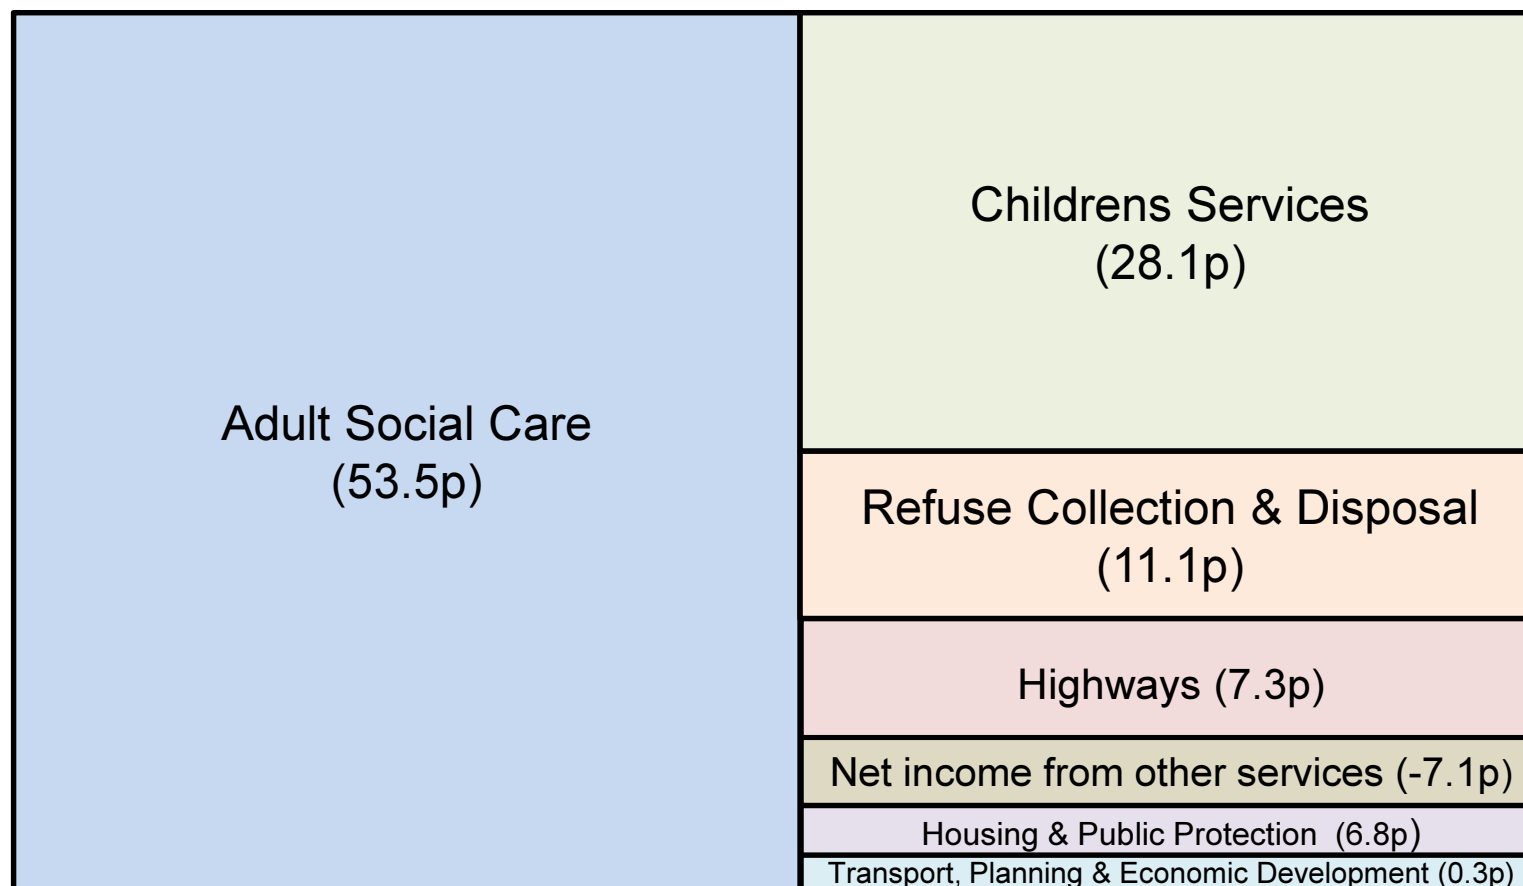 Adult Social Care
(53.5p)
Childrens Services
(28.1p)
Refuse Collection & Disposal
(11.1p)
Highways (7.3p)
Net income from other services (-7.1p)
Housing & Public Protection (6.8p)
Transport, Planning & Economic Development (0.3p)